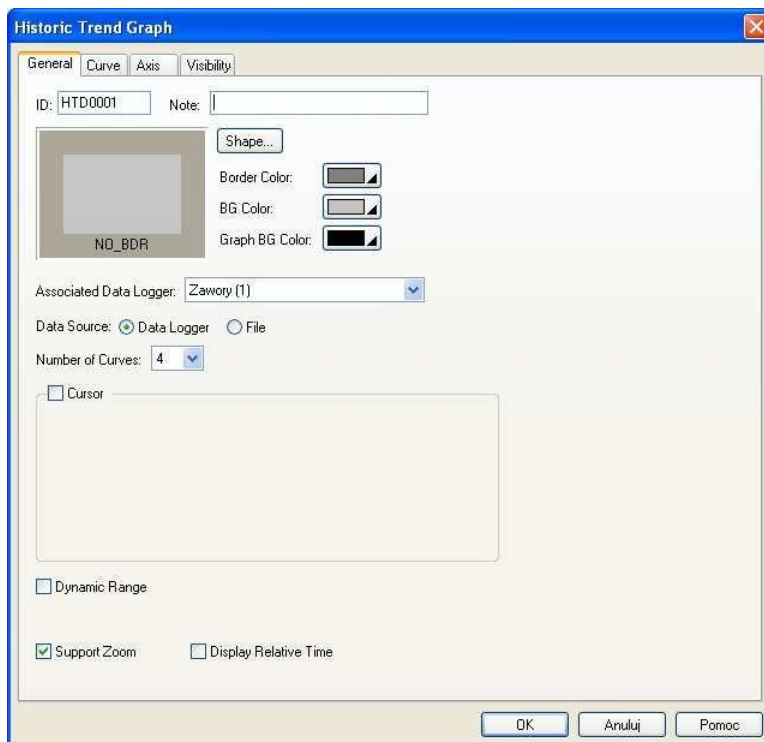 Historic Trend Graph
General Curve Axis Visibility
ID: HTD0001 Note:
Shape...
Border Color:
BG Color:
NO_BDR Graph BG Color:
Associated Data Logger: Zawory (1)
Data Source: Data Logger File
Number of Curves: 4
Cursor
Dynamic Range
Support Zoom Display Relative Time
OK Anuluj Pomoc